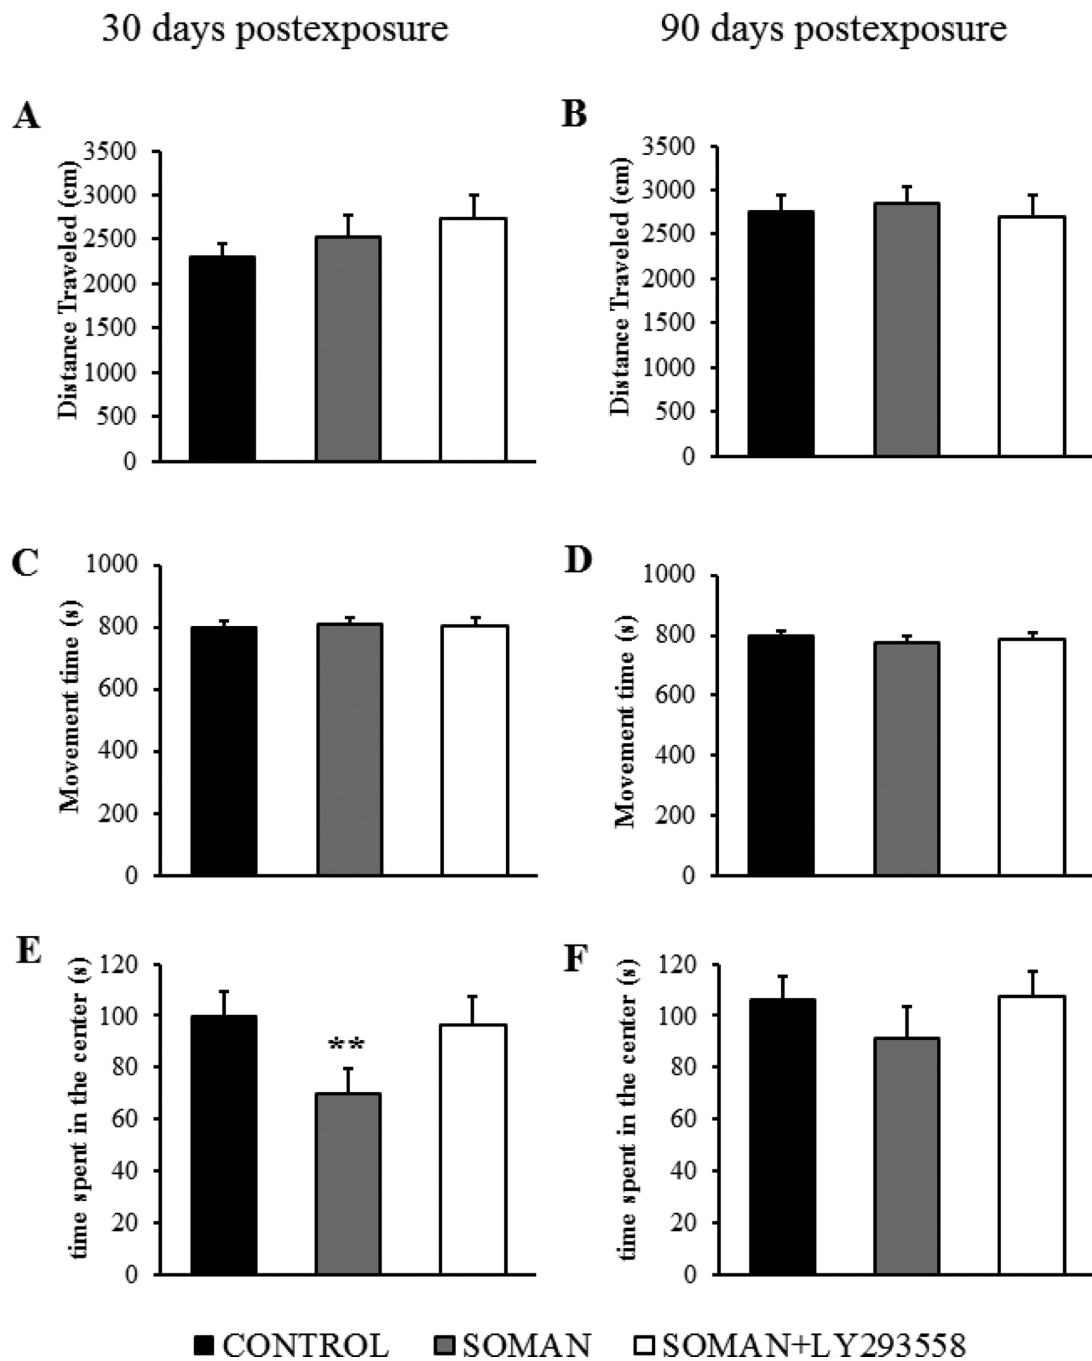 30 days postexposure
90 days postexposure
A
Distance Traveled (cm)
3500
3000
2500
2000
1500
1000
500
0
B
Distance Traveled (cm)
3500
3000
2500
2000
1500
1000
500
0
C
Movement time (s)
1000
800
600
400
200
0
D
Movement time (s)
1000
800
600
400
200
0
E
time spent in the center (s)
120
100
80
60
40
20
0
**
F
time spent in the center (s)
120
100
80
60
40
20
0
CONTROL SOMAN SOMAN+LY293558